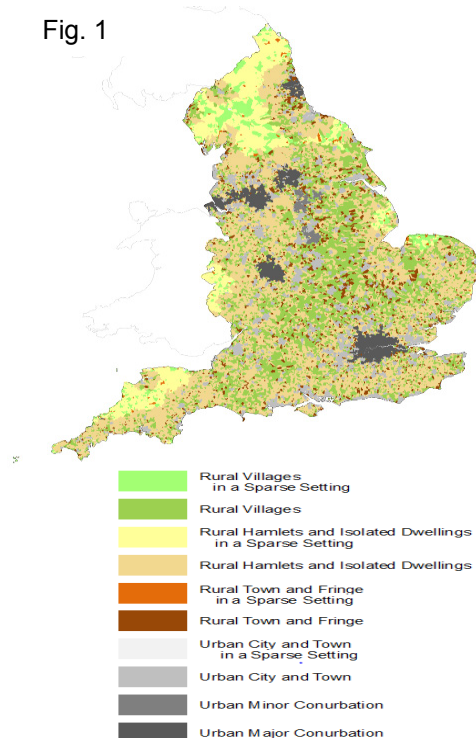 Fig. 1
Rural Villages
in a Sparse Setting
Rural Villages
Rural Hamlets and Isolated Dwellings
in a Sparse Setting
Rural Hamlets and Isolated Dwellings
Rural Town and Fringe
in a Sparse Setting
Rural Town and Fringe
Urban City and Town
in a Sparse Setting
Urban City and Town
Urban Minor Conurbation
Urban Major Conurbation